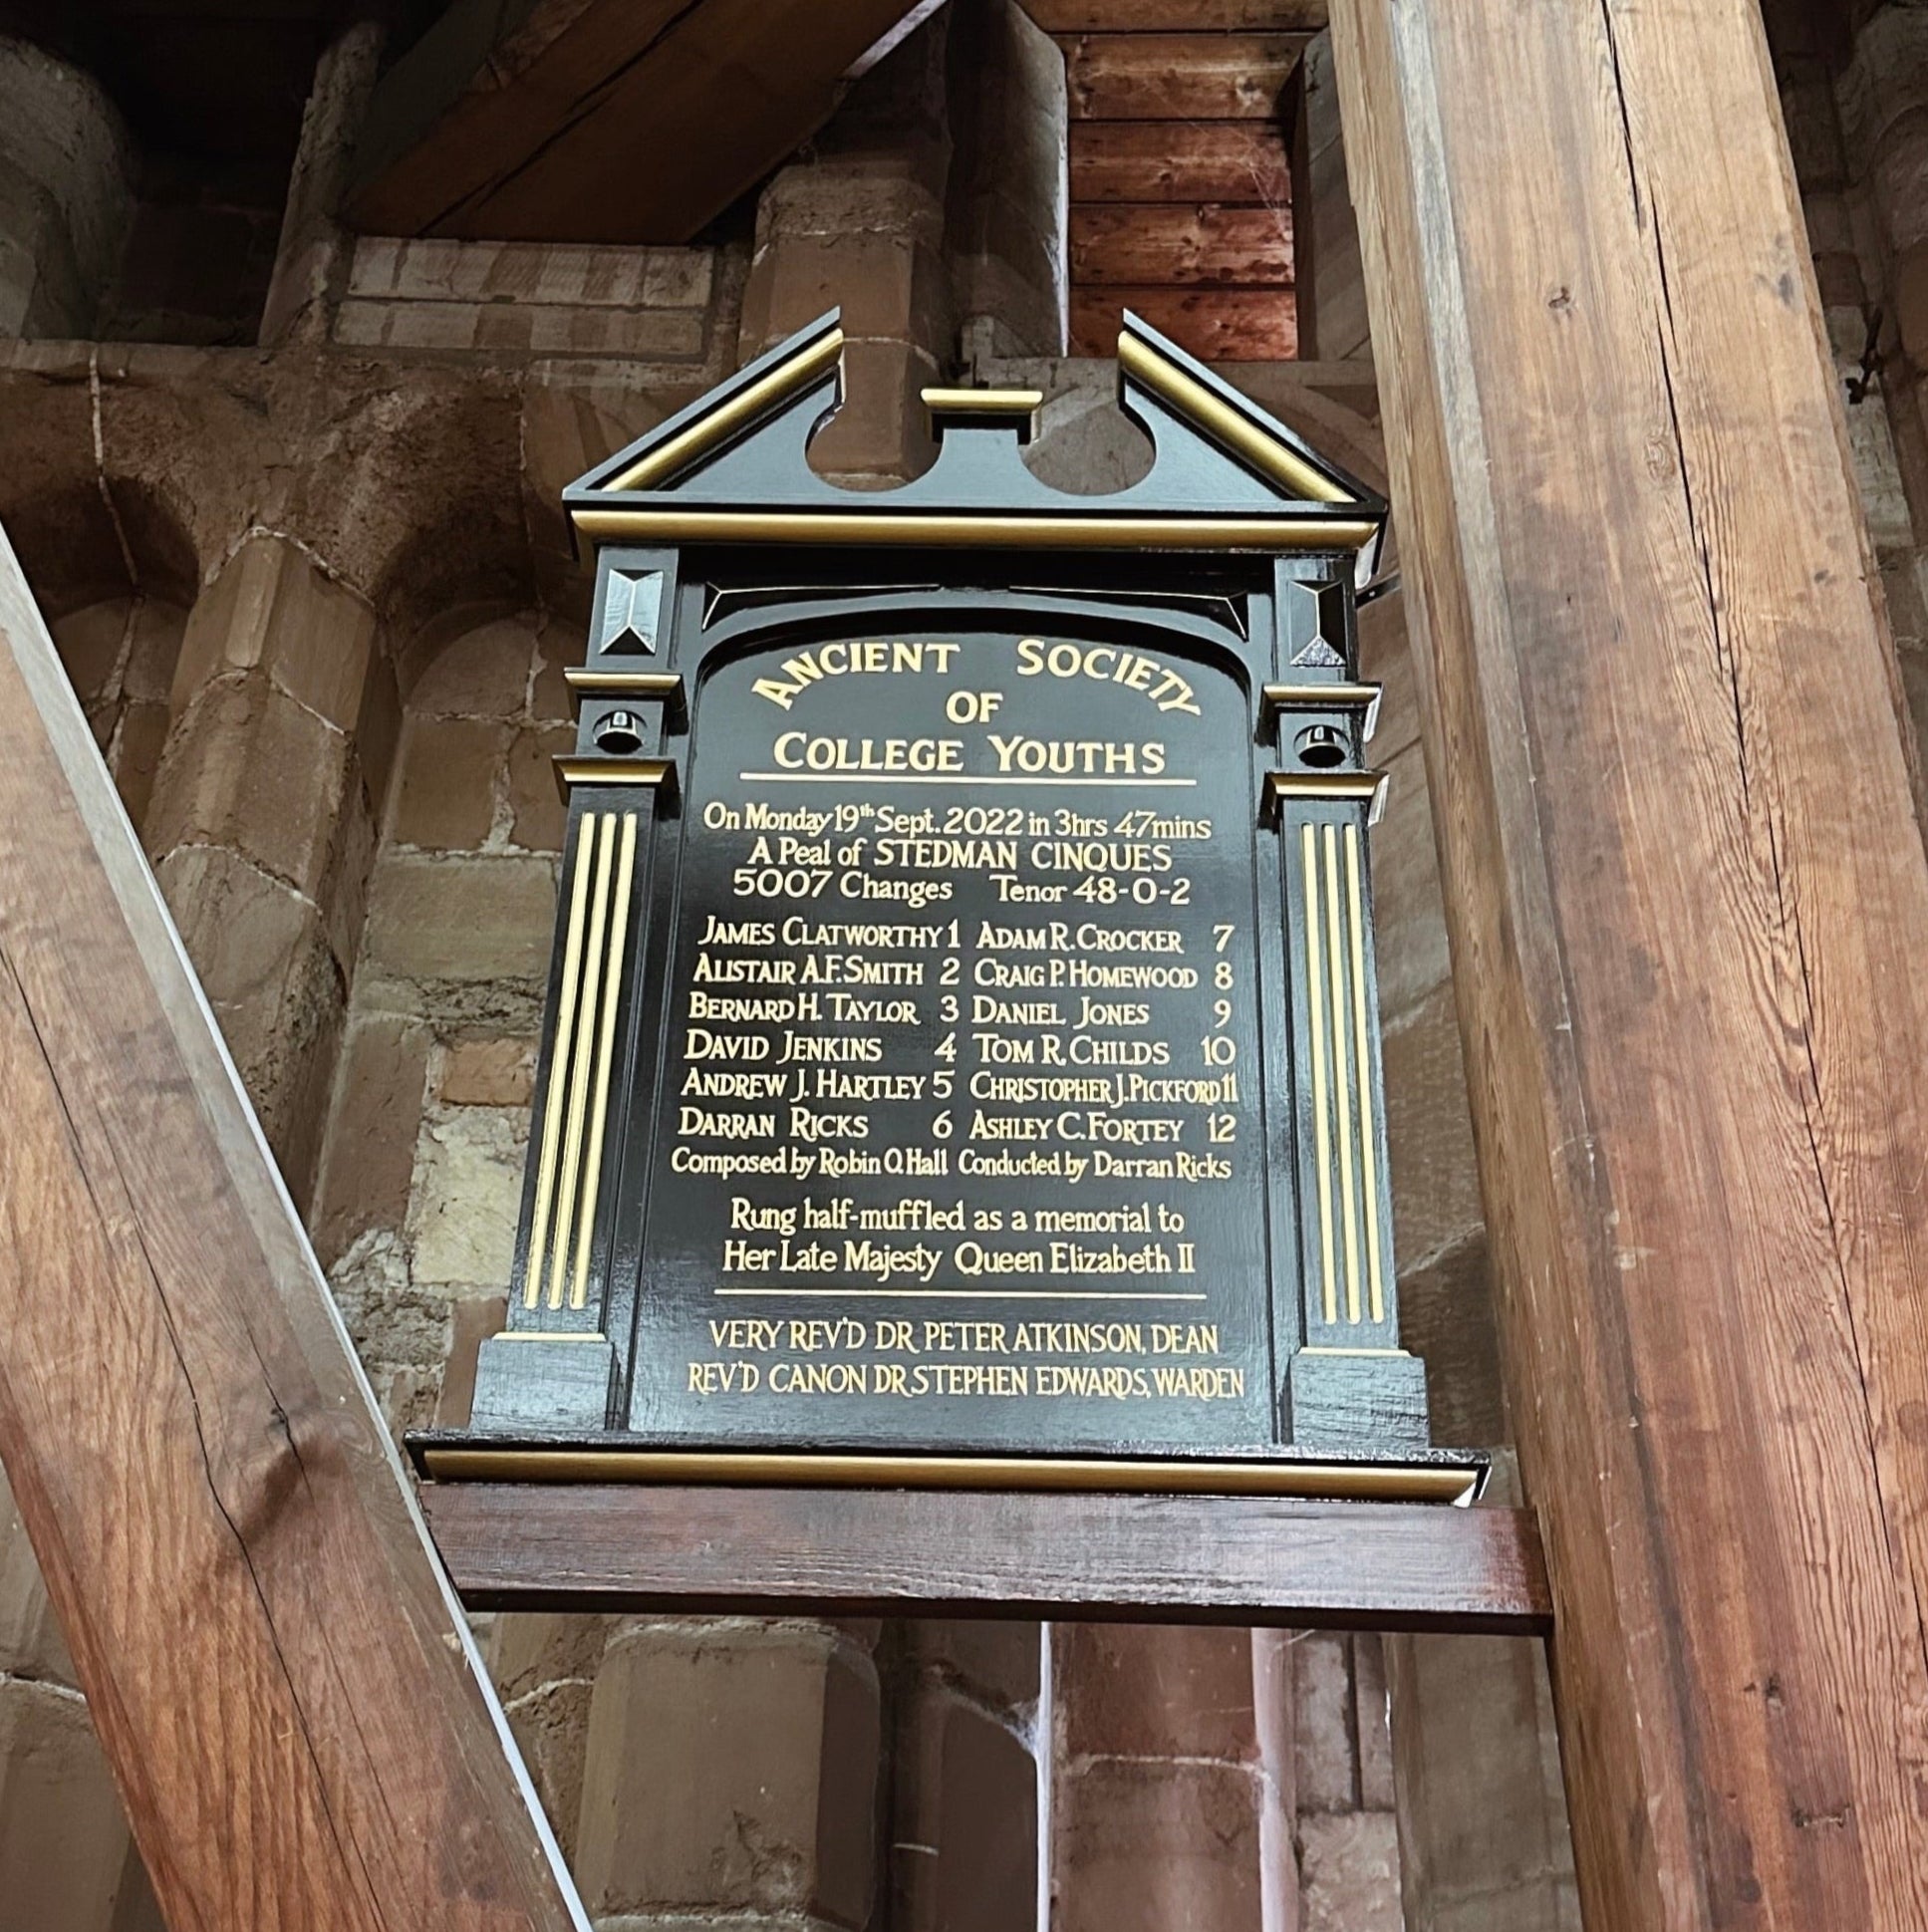 ANCIENT SOCIETY
OF
COLLEGE YOUTHS
On Monday 19th Sept. 2022 in 3hrs 47mins
A Peal of STEDMAN CINQUES
5007 Changes Tenor 48-0-2
JAMES CLATWORTHY 1 ADAM R. CROCKER 7
ALISTAIR A.F. SMITH 2 CRAIG P. HOMEWOOD 8
BERNARD H. TAYLOR 3 DANIEL JONES 9
DAVID JENKINS 4 TOM R. CHILDS 10
ANDREW J. HARTLEY 5 CHRISTOPHER J. PICKFORD 11
DARRAN RICKS 6 ASHLEY C. FORTEY 12
Composed by Robin O Hall Conducted by Darran Ricks
Rung half-muffled as a memorial to
Her Late Majesty Queen Elizabeth II
VERY REV'D DR PETER ATKINSON, DEAN
REV'D CANON DR STEPHEN EDWARDS, WARDEN